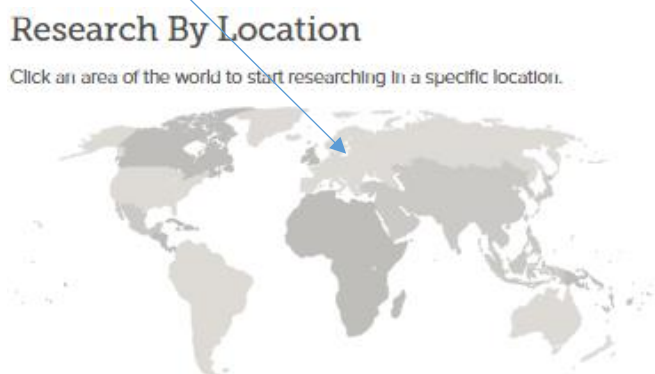 Research By Location
Click an area of the world to start researching in a specific location.